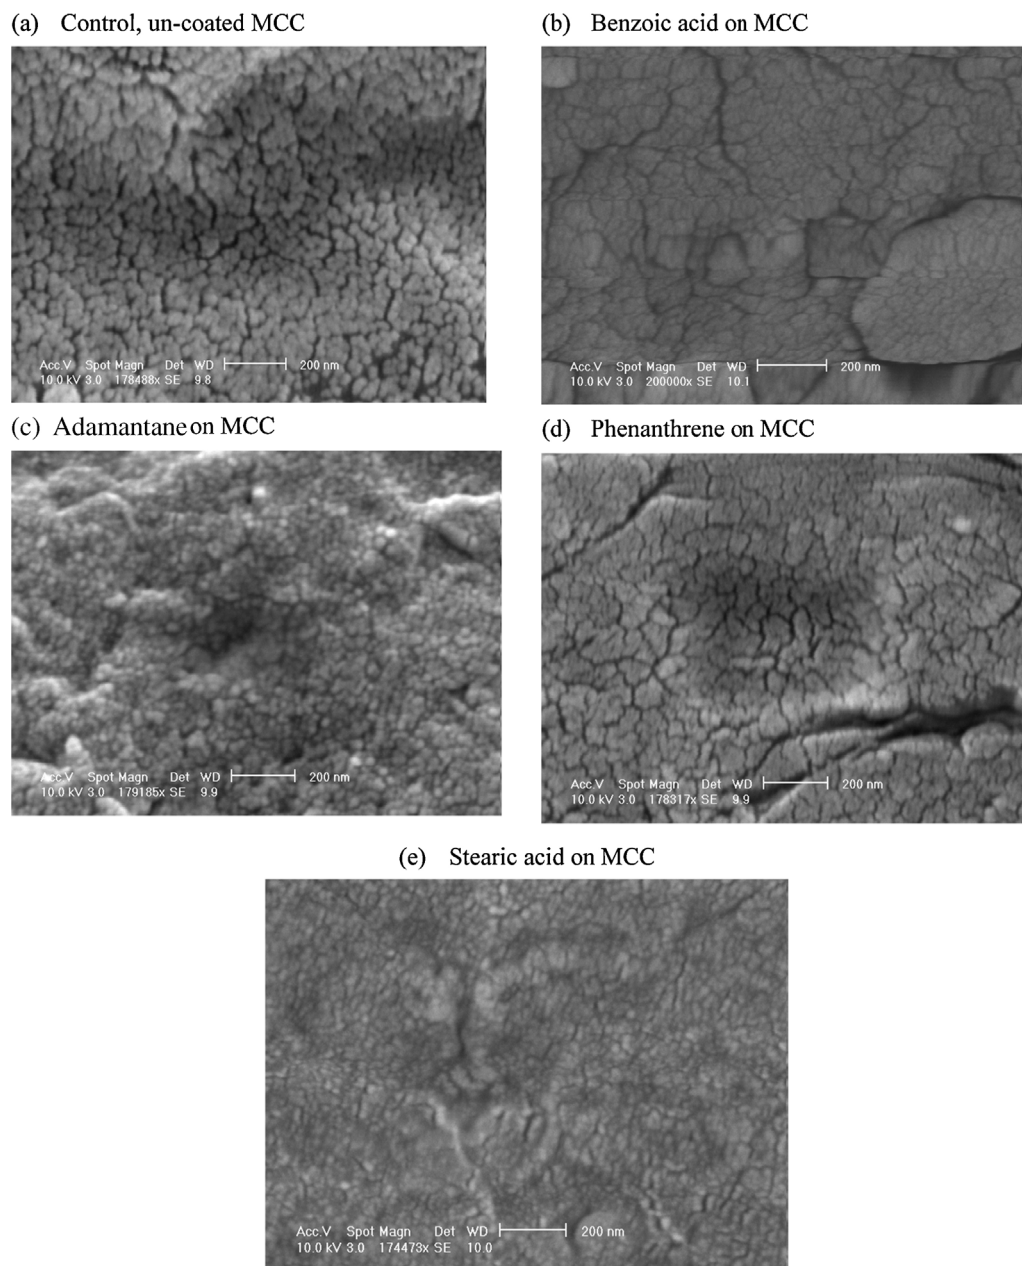 (a) Control, un-coated MCC
Acc.V Spot Magn Det WD 200 nm
10.0 kV 3.0 178488x SE 9.8
(b) Benzoic acid on MCC
Acc.V Spot Magn Det WD 200 nm
10.0 kV 3.0 200000x SE 10.1
(c) Adamantane on MCC
Acc.V Spot Magn Det WD 200 nm
10.0 kV 3.0 179185x SE 9.9
(d) Phenanthrene on MCC
Acc.V Spot Magn Det WD 200 nm
10.0 kV 3.0 178317x SE 9.9
(e) Stearic acid on MCC
Acc.V Spot Magn Det WD 200 nm
10.0 kV 3.0 174473x SE 10.0